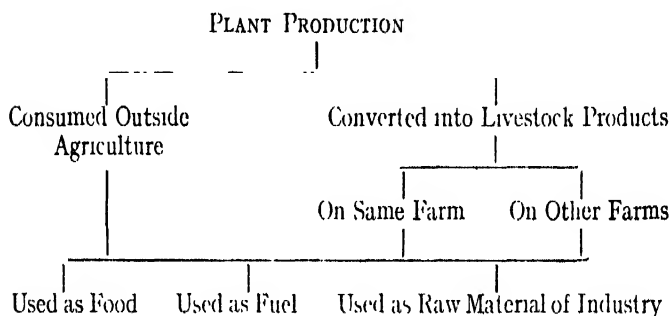 PLANT PRODUCTION
Consumed Outside Agriculture
Converted into Livestock Products
On Same Farm
On Other Farms
Used as Food
Used as Fuel
Used as Raw Material of Industry